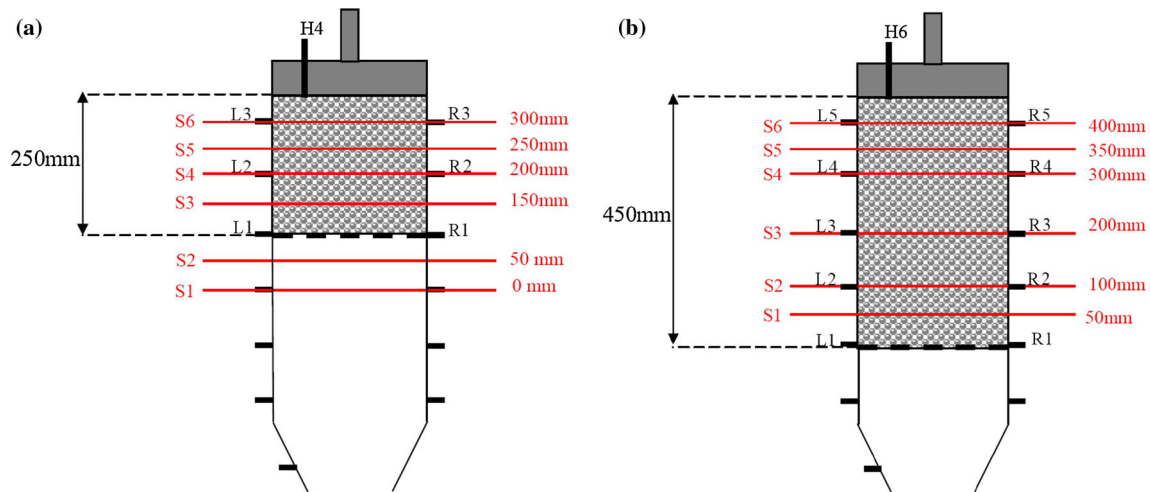 (a)
H4
S6 L3 R3 300mm
S5 250mm
250mm
S4 L2 R2 200mm
S3 150mm
L1 R1
S2 50 mm
S1 0 mm
(b)
H6
S6 L5 R5 400mm
S5 350mm
S4 L4 R4 300mm
450mm
S3 L3 R3 200mm
S2 L2 R2 100mm
S1 50mm
L1 R1